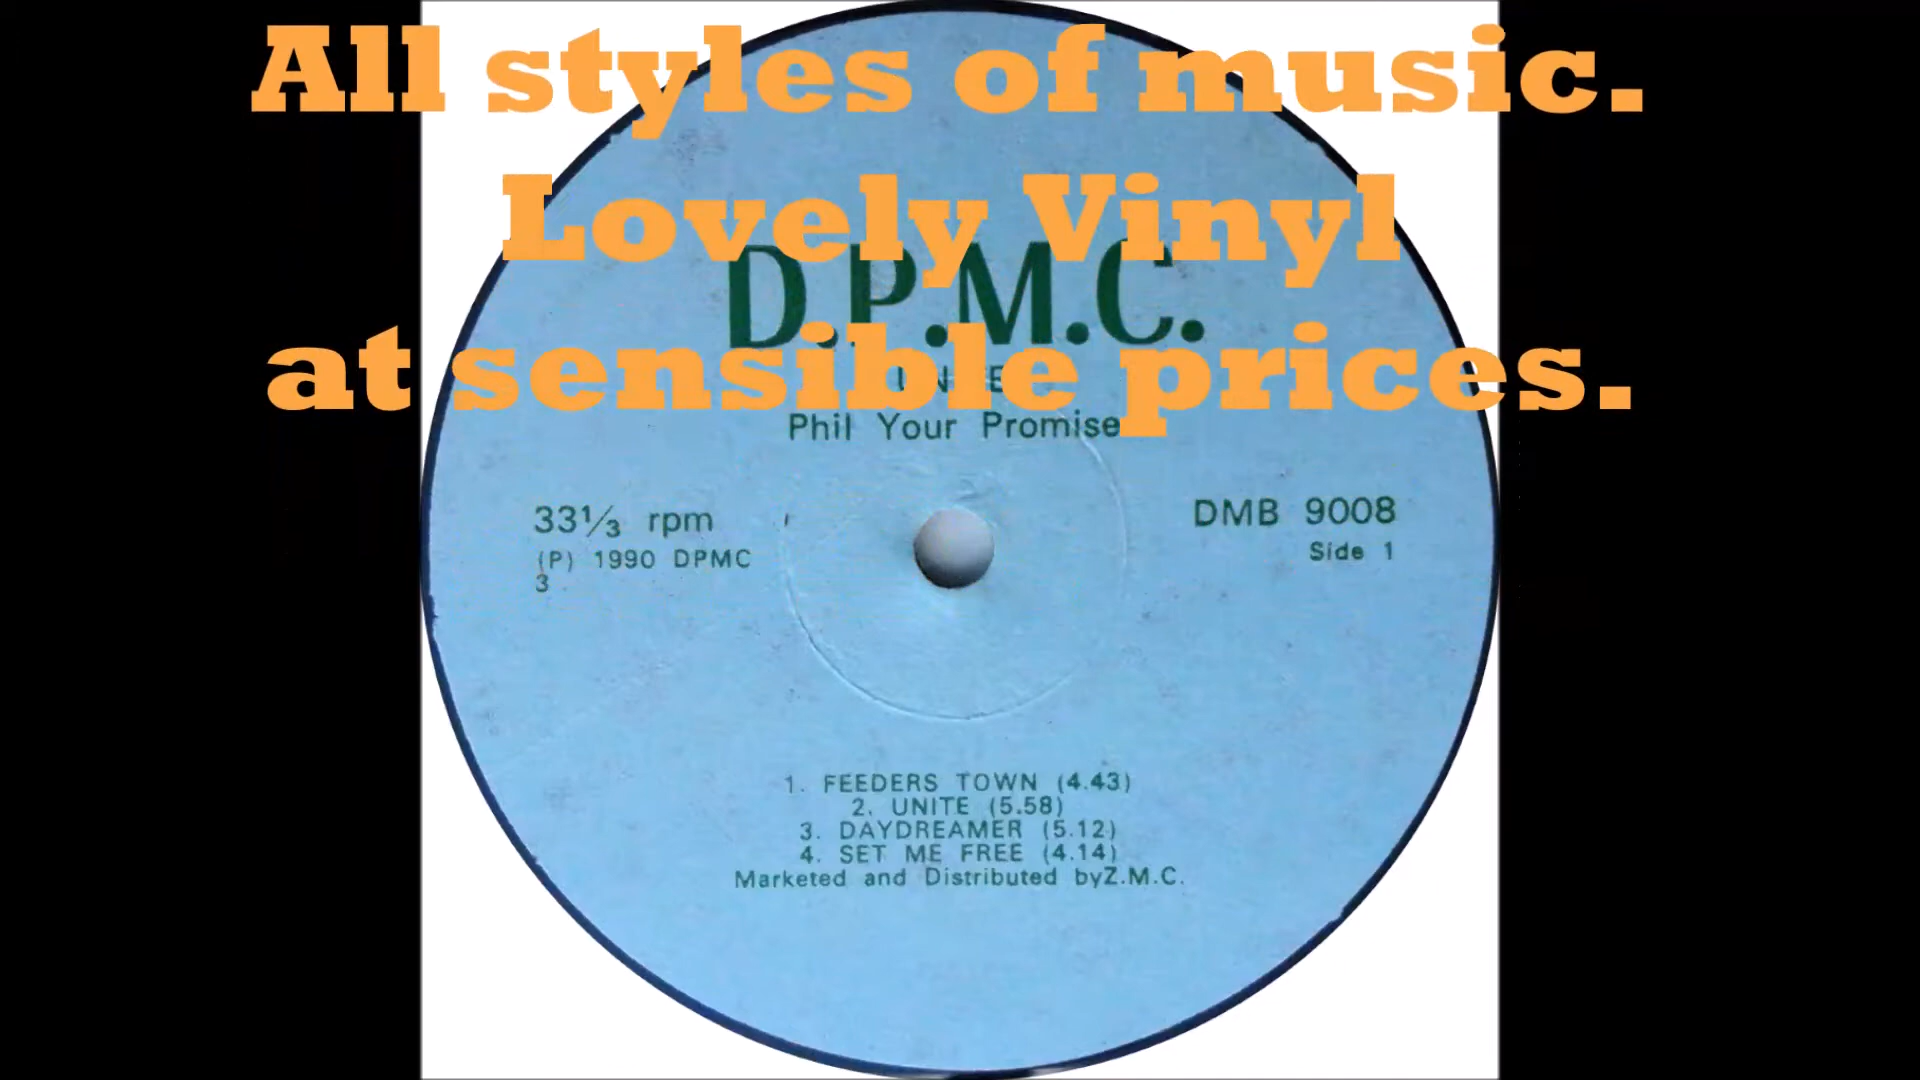 All styles of music.
Lovely Vinyl
at sensible prices.
D.P.M.C.
UNITE
Phil Your Promise
33⅓ rpm
(P) 1990 DPMC
3
DMB 9008
Side 1
1. FEEDERS TOWN (4.43)
2. UNITE (5.58)
3. DAYDREAMER (5.12)
4. SET ME FREE (4.14)
Marketed and Distributed byZ.M.C.